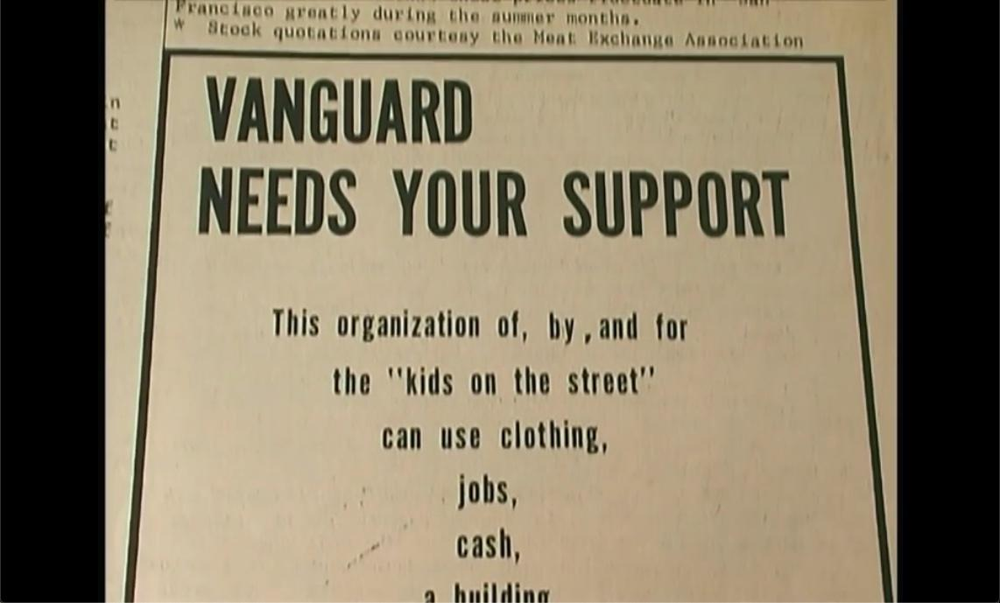 Francisco greatly during the summer months.
* Stock quotations courtesy the Meat Exchange Association
VANGUARD
NEEDS YOUR SUPPORT
This organization of, by, and for
the "kids on the street"
can use clothing,
jobs,
cash,
a building